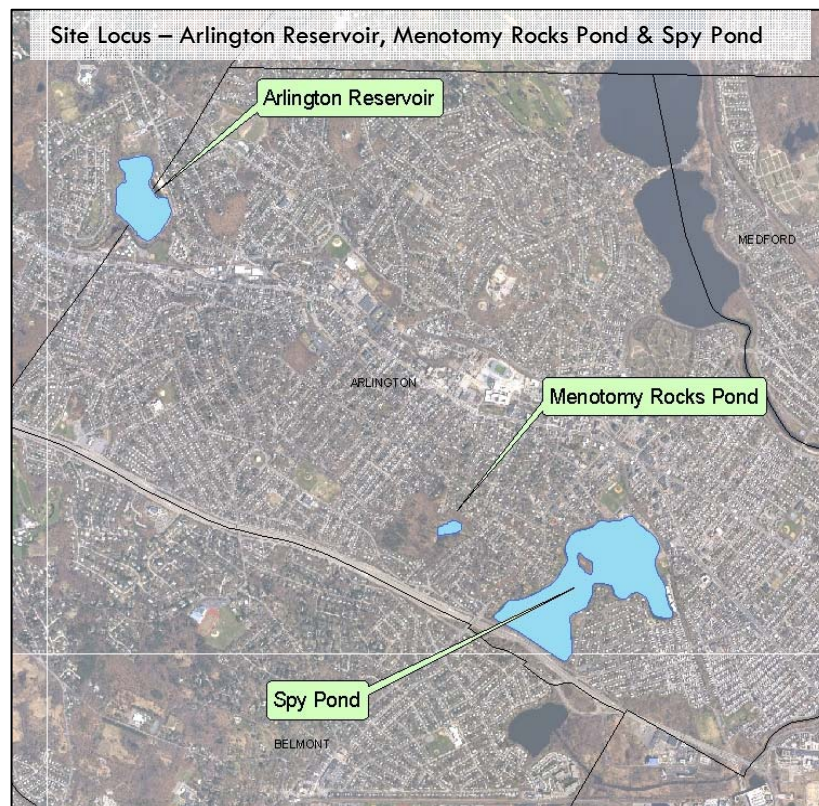 Site Locus – Arlington Reservoir, Menotomy Rocks Pond & Spy Pond
Arlington Reservoir
MEDFORD
ARLINGTON
Menotomy Rocks Pond
Spy Pond
BELMONT